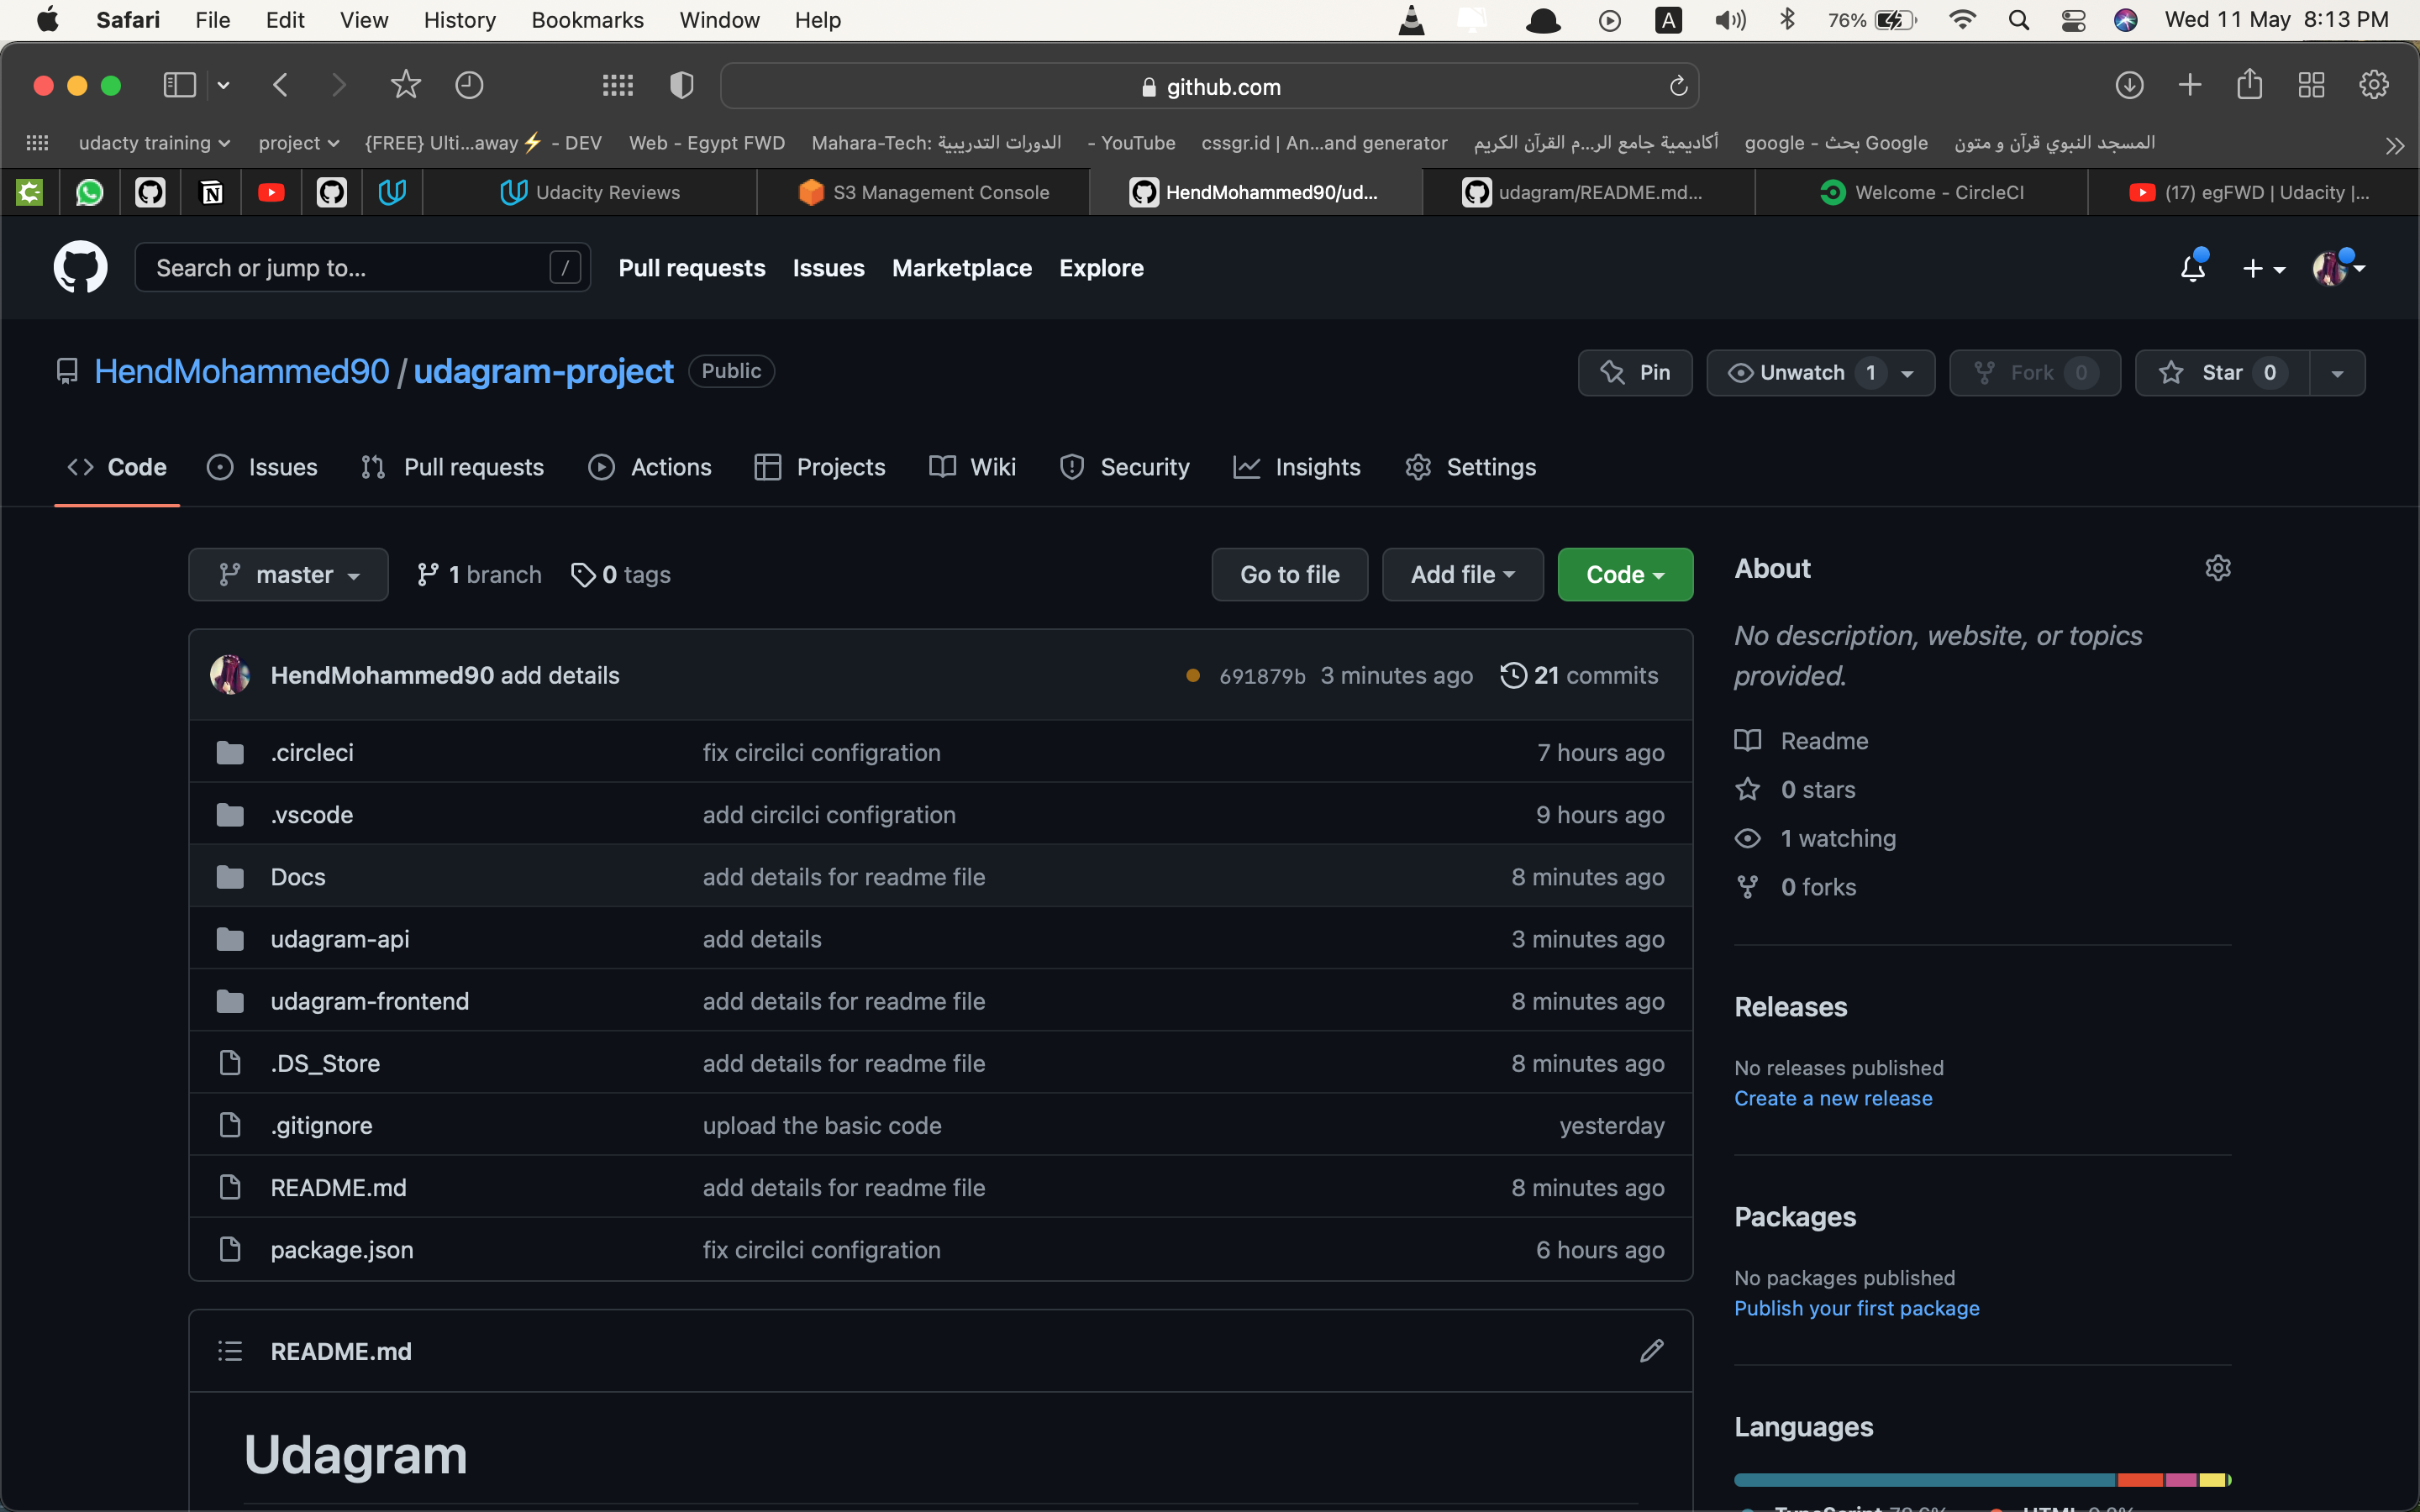 Safari File Edit View History Bookmarks Window Help A 76% Wed 11 May 8:13 PM
github.com
udacty training project {FREE} Ulti...away⚡ - DEV Web - Egypt FWD Mahara-Tech: الدورات التدريبية - YouTube cssgr.id | An...and generator أكاديمية جامع الر...م القرآن الكريم google - بحث Google المسجد النبوي قرآن و متون
Udacity Reviews S3 Management Console HendMohammed90/ud... udagram/README.md... Welcome - CircleCI (17) egFWD | Udacity |...
Search or jump to... / Pull requests Issues Marketplace Explore
HendMohammed90 / udagram-project Public Pin Unwatch 1 Fork 0 Star 0
Code Issues Pull requests Actions Projects Wiki Security Insights Settings
master 1 branch 0 tags Go to file Add file Code
HendMohammed90 add details 691879b 3 minutes ago 21 commits
.circleci fix circilci configration 7 hours ago
.vscode add circilci configration 9 hours ago
Docs add details for readme file 8 minutes ago
udagram-api add details 3 minutes ago
udagram-frontend add details for readme file 8 minutes ago
.DS_Store add details for readme file 8 minutes ago
.gitignore upload the basic code yesterday
README.md add details for readme file 8 minutes ago
package.json fix circilci configration 6 hours ago
README.md
Udagram
About
No description, website, or topics
provided.
Readme
0 stars
1 watching
0 forks
Releases
No releases published
Create a new release
Packages
No packages published
Publish your first package
Languages